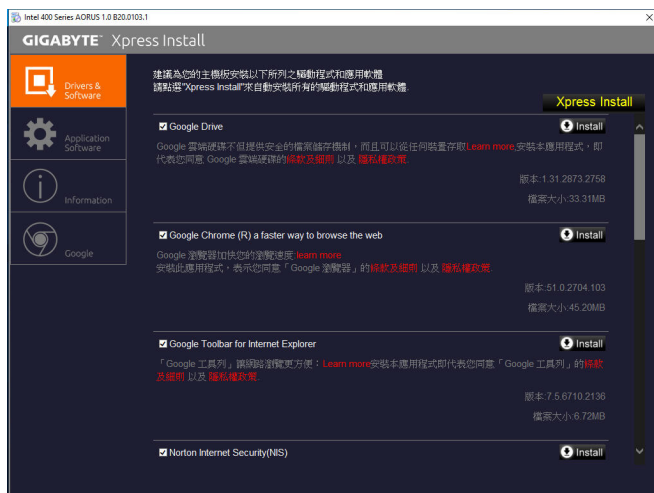 Intel 400 Series AORUS 1.0 B20.0103.1
GIGABYTE™ Xpress Install
Drivers &
Software
Application
Software
Information
Google
建議為您的主機板安裝以下所列之驅動程式和應用軟體
請點選"Xpress Install"來自動安裝所有的驅動程式和應用軟體.
Xpress Install
Google Drive
Install
Google 雲端硬碟不但提供安全的檔案儲存機制，而且可以從任何裝置存取Learn more,安裝本應用程式，即
代表您同意 Google 雲端硬碟的條款及細則 以及 隱私權政策.
版本:1.31.2873.2758
檔案大小:33.31MB
Google Chrome (R) a faster way to browse the web
Install
Google 瀏覽器加快您的瀏覽速度;learn more
安裝此應用程式，表示您同意「Google 瀏覽器」的條款及細則 以及 隱私權政策.
版本:51.0.2704.103
檔案大小:45.20MB
Google Toolbar for Internet Explorer
Install
「Google 工具列」讓網路瀏覽更方便：Learn more安裝本應用程式即代表您同意「Google 工具列」的條款
及細則 以及 隱私權政策.
版本:7.5.6710.2136
檔案大小:6.72MB
Norton Internet Security(NIS)
Install